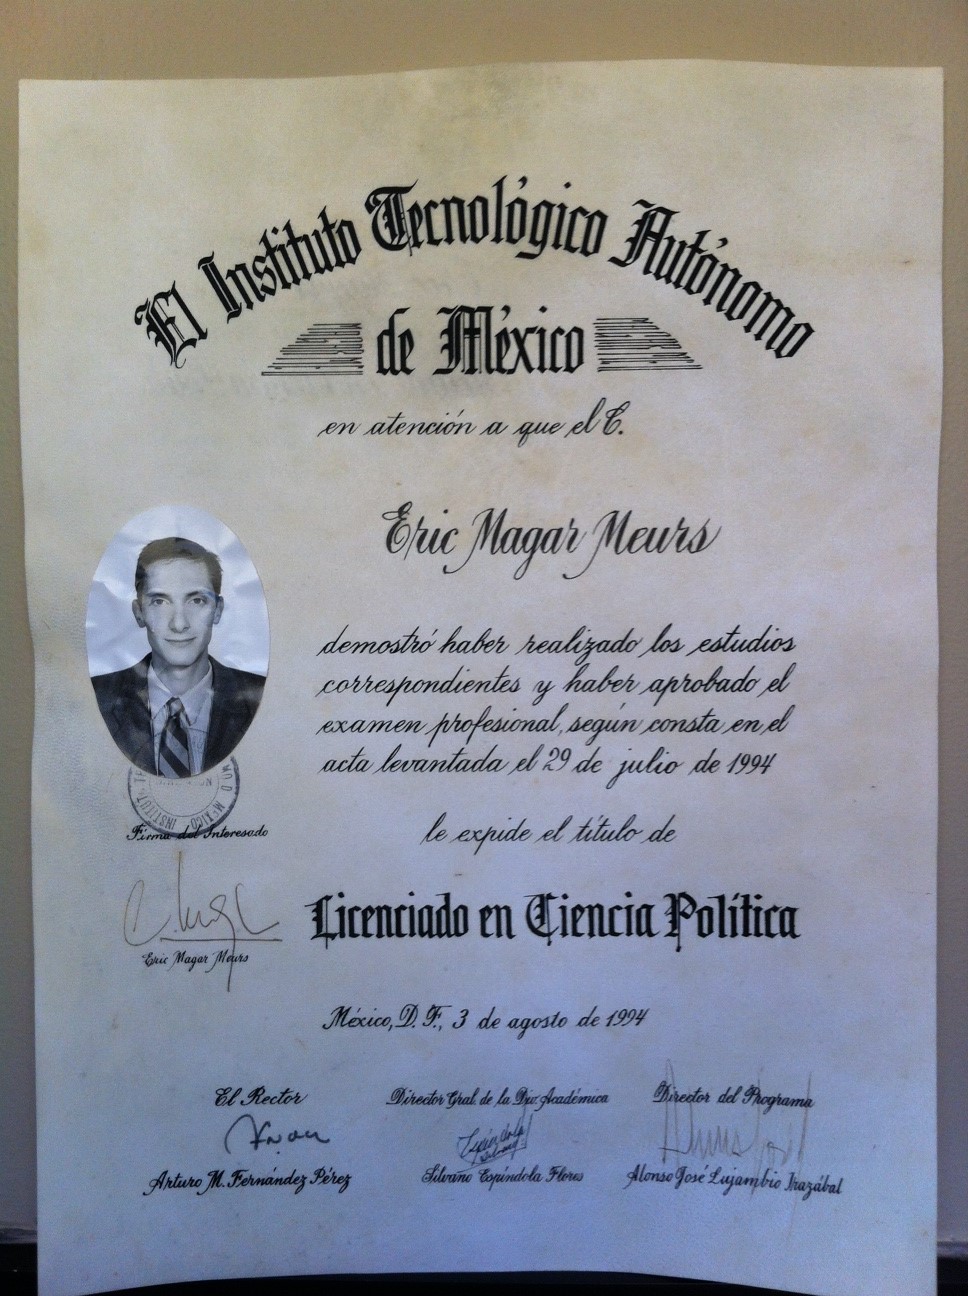 El Instituto Tecnológico Autónomo
de México
en atención a que el C.
Eric Magar Meurs
demostró haber realizado los estudios
correspondientes y haber aprobado el
examen profesional, según consta en el
acta levantada el 29 de julio de 1994
le expide el título de
Licenciado en Ciencia Política
Firma del Interesado
Eric Magar Meurs
México, D. F., 3 de agosto de 1994
El Rector
Arturo M. Fernández Pérez
Director Gral de la Div. Académica
Silvano Espíndola Flores
Director del Programa
Alonso José Lujambio Irazábal